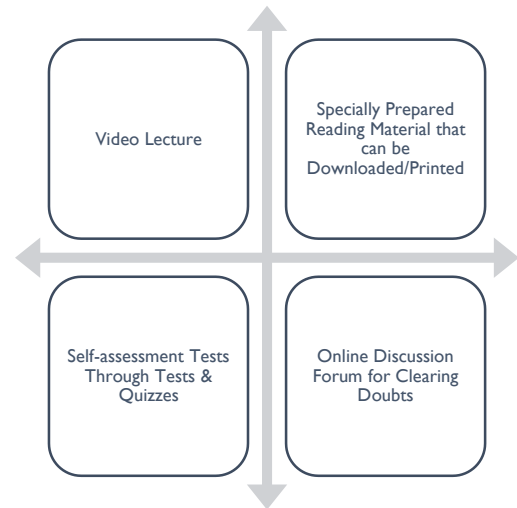 Video Lecture
Specially Prepared
Reading Material that
can be
Downloaded/Printed
Self-assessment Tests
Through Tests &
Quizzes
Online Discussion
Forum for Clearing
Doubts